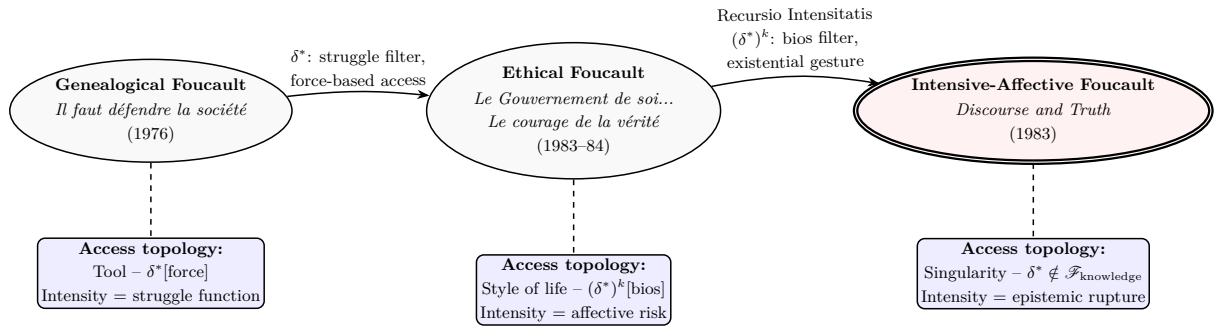 Genealogical Foucault
Il faut défendre la société
(1976)
δ*: struggle filter,
force-based access
Ethical Foucault
Le Gouvernement de soi...
Le courage de la vérité
(1983–84)
Recursio Intensitatis
(δ*)^k: bios filter,
existential gesture
Intensive-Affective Foucault
Discourse and Truth
(1983)
Access topology:
Tool – δ*[force]
Intensity = struggle function
Access topology:
Style of life – (δ*)^k[bios]
Intensity = affective risk
Access topology:
Singularity – δ* ∉ ℱ_knowledge
Intensity = epistemic rupture